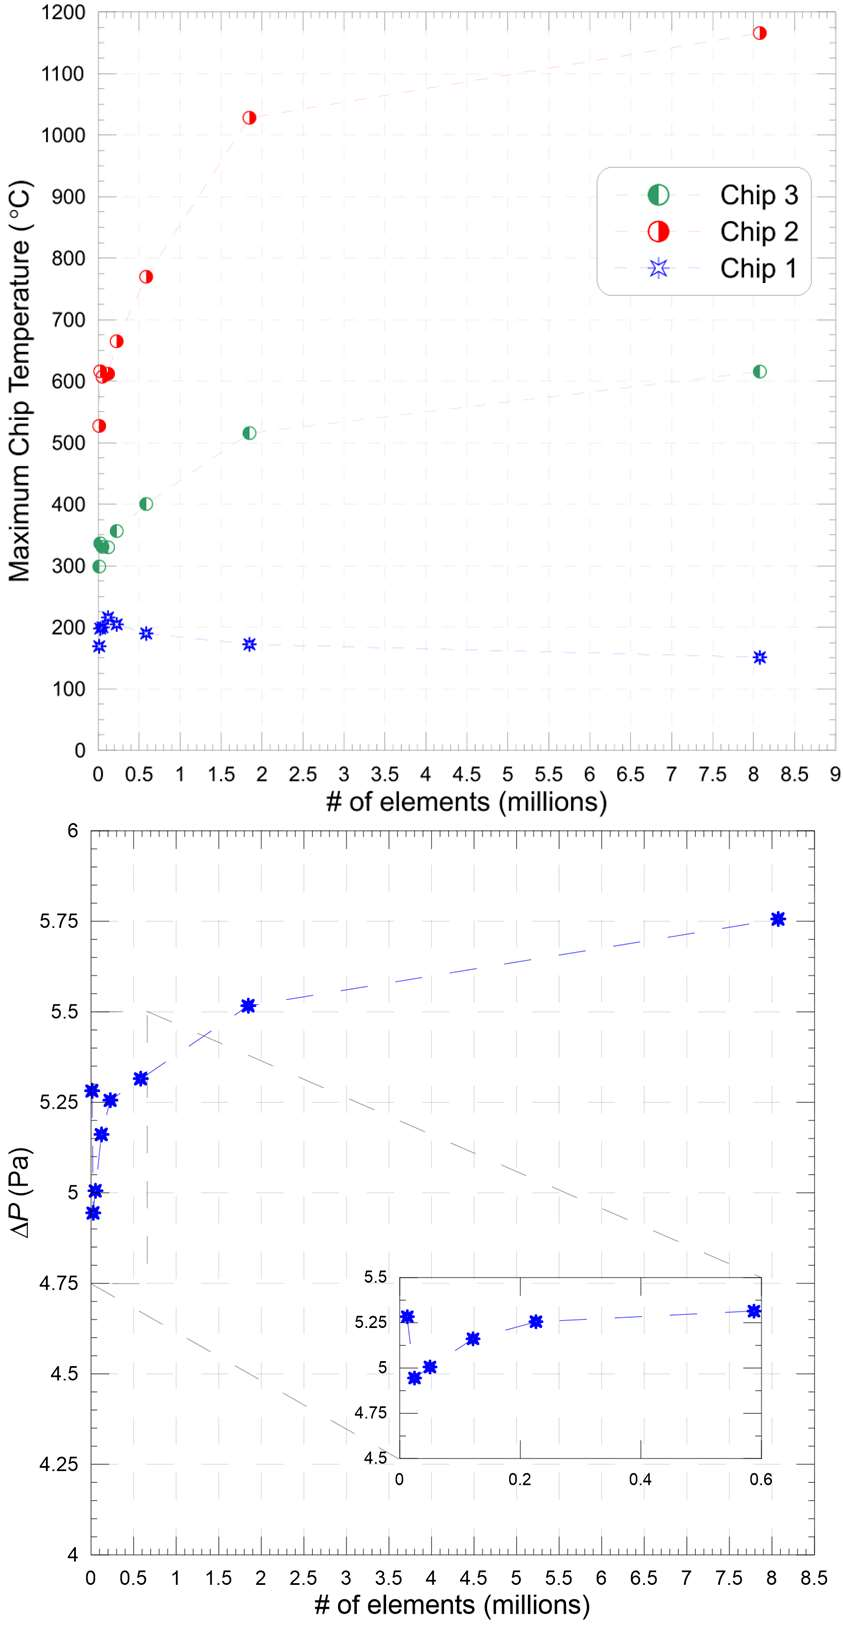 1200
1100
1000
900
800
700
600
500
400
300
200
100
0
Maximum Chip Temperature (°C)
Chip 3
Chip 2
Chip 1
0 0.5 1 1.5 2 2.5 3 3.5 4 4.5 5 5.5 6 6.5 7 7.5 8 8.5 9
# of elements (millions)
6
5.75
5.5
5.25
5
4.75
4.5
4.25
4
ΔP (Pa)
5.5
5.25
5
4.75
4.5
0 0.2 0.4 0.6
0 0.5 1 1.5 2 2.5 3 3.5 4 4.5 5 5.5 6 6.5 7 7.5 8 8.5
# of elements (millions)